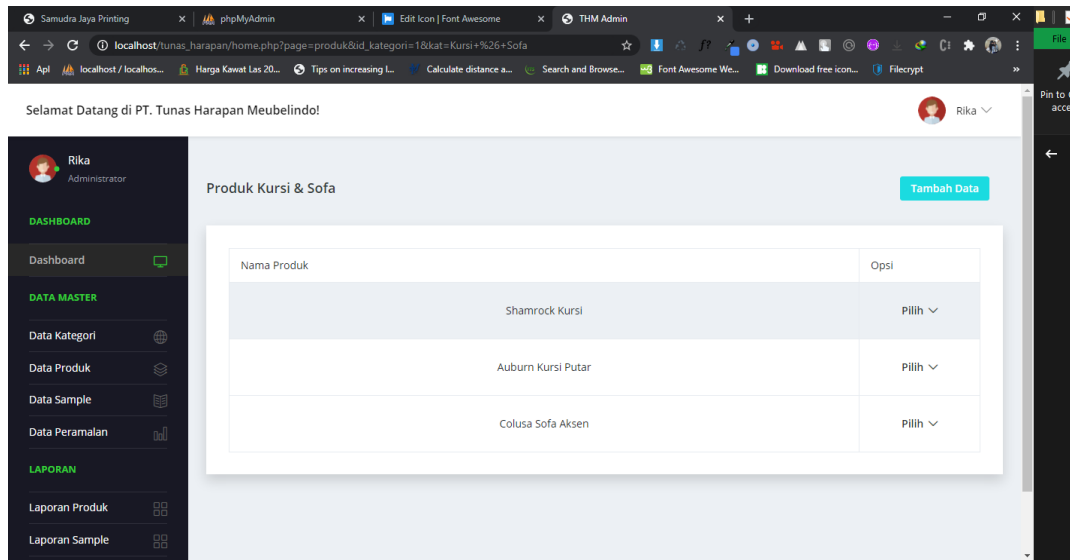 Samudra Jaya Printing
phpMyAdmin
Edit Icon | Font Awesome
THM Admin
localhost/tunas_harapan/home.php?page=produk&id_kategori=1&kat=Kursi+%26+Sofa
File
Apl
localhost / localhos...
Harga Kawat Las 20...
Tips on increasing l...
Calculate distance a...
Search and Browse...
Font Awesome We...
Download free icon...
Filecrypt
»
Selamat Datang di PT. Tunas Harapan Meubelindo!
Rika
Rika
Administrator
DASHBOARD
Dashboard
DATA MASTER
Data Kategori
Data Produk
Data Sample
Data Peramalan
LAPORAN
Laporan Produk
Laporan Sample
Produk Kursi & Sofa
Tambah Data
Nama Produk
Opsi
Shamrock Kursi
Pilih
Auburn Kursi Putar
Pilih
Colusa Sofa Aksen
Pilih